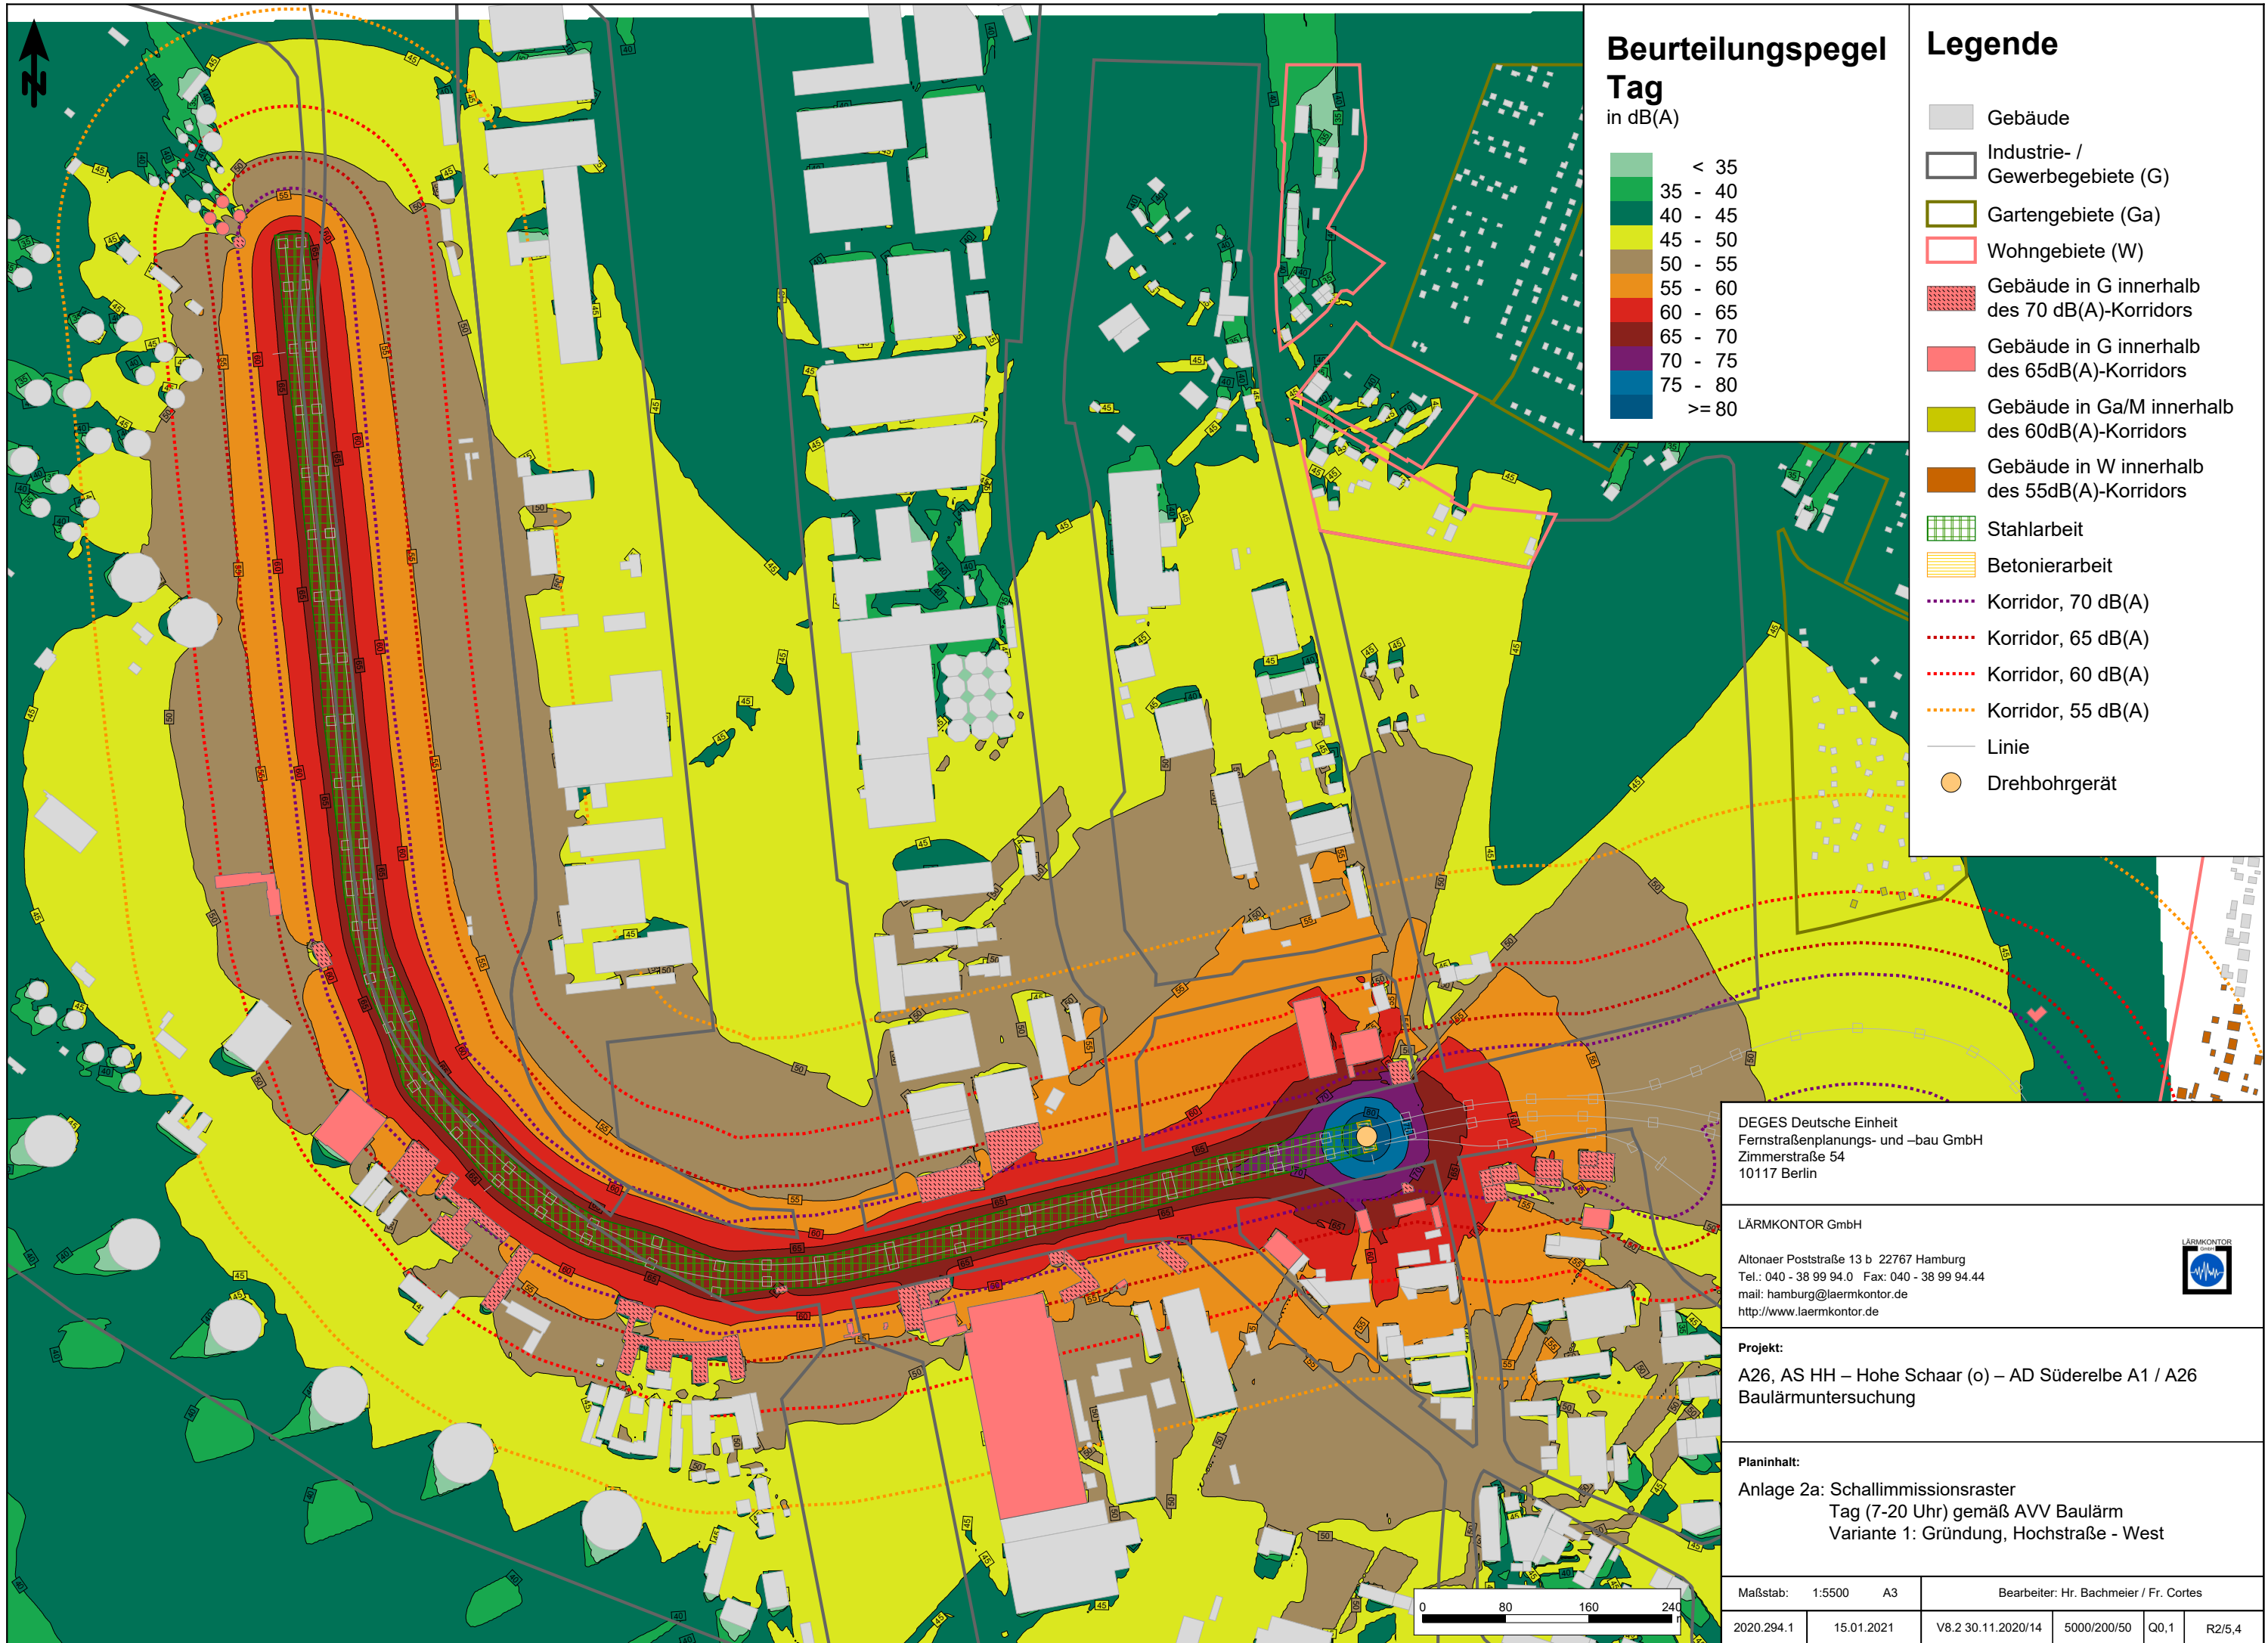 N
Beurteilungspegel
Tag
in dB(A)
< 35
35 - 40
40 - 45
45 - 50
50 - 55
55 - 60
60 - 65
65 - 70
70 - 75
75 - 80
>= 80
Legende
Gebäude
Industrie- /
Gewerbegebiete (G)
Gartengebiete (Ga)
Wohngebiete (W)
Gebäude in G innerhalb
des 70 dB(A)-Korridors
Gebäude in G innerhalb
des 65dB(A)-Korridors
Gebäude in Ga/M innerhalb
des 60dB(A)-Korridors
Gebäude in W innerhalb
des 55dB(A)-Korridors
Stahlarbeit
Betonierarbeit
Korridor, 70 dB(A)
Korridor, 65 dB(A)
Korridor, 60 dB(A)
Korridor, 55 dB(A)
Linie
Drehbohrgerät
DEGES Deutsche Einheit
Fernstraßenplanungs- und –bau GmbH
Zimmerstraße 54
10117 Berlin
LÄRMKONTOR GmbH
Altonaer Poststraße 13 b 22767 Hamburg
Tel.: 040 - 38 99 94.0 Fax: 040 - 38 99 94.44
mail: hamburg@laermkontor.de
http://www.laermkontor.de
LÄRMKONTOR
GmbH
Projekt:
A26, AS HH – Hohe Schaar (o) – AD Süderelbe A1 / A26
Baulärmuntersuchung
Planinhalt:
Anlage 2a: Schallimmissionsraster
Tag (7-20 Uhr) gemäß AVV Baulärm
Variante 1: Gründung, Hochstraße - West
Maßstab: 1:5500 A3
Bearbeiter: Hr. Bachmeier / Fr. Cortes
2020.294.1
15.01.2021
V8.2 30.11.2020/14
5000/200/50
Q0,1
R2/5,4
0 80 160 240